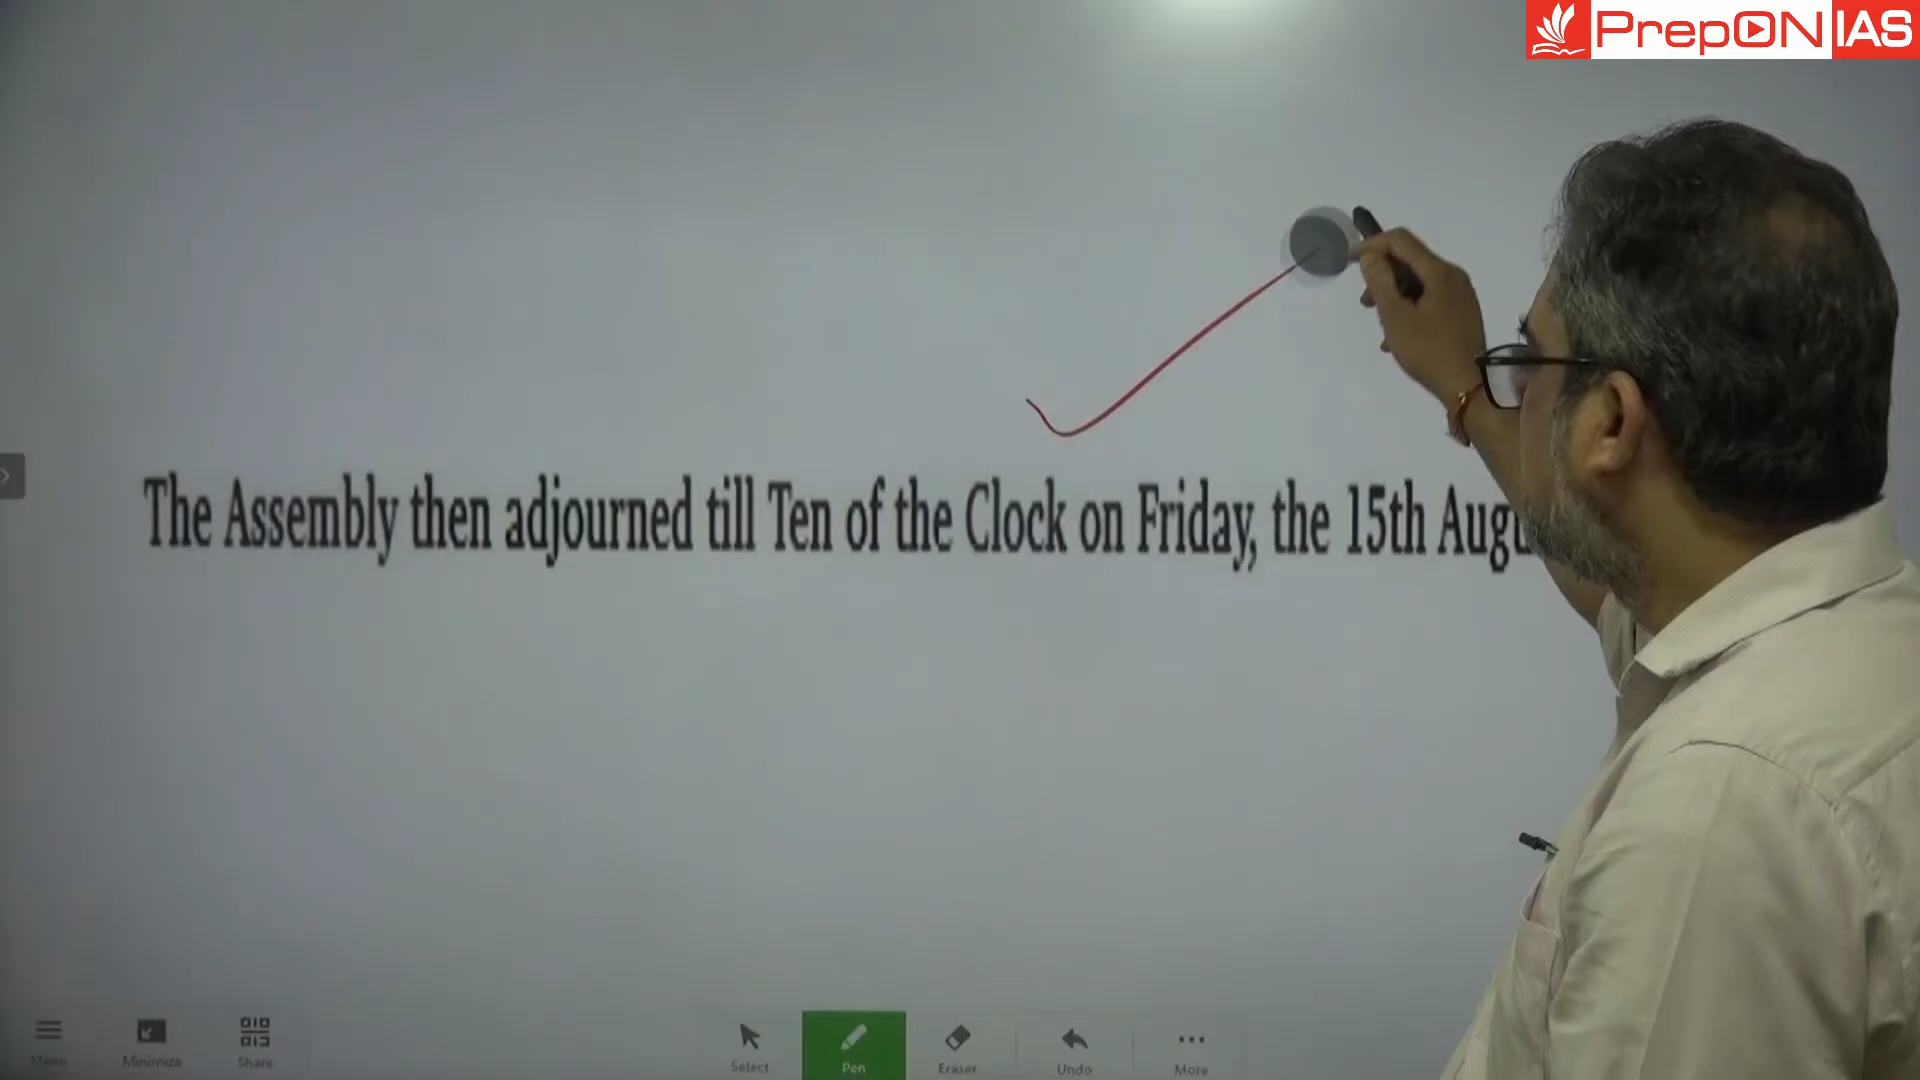 PrepON IAS
The Assembly then adjourned till Ten of the Clock on Friday, the 15th Augu
Menu
Minimize
Share
Select
Pen
Eraser
Undo
More